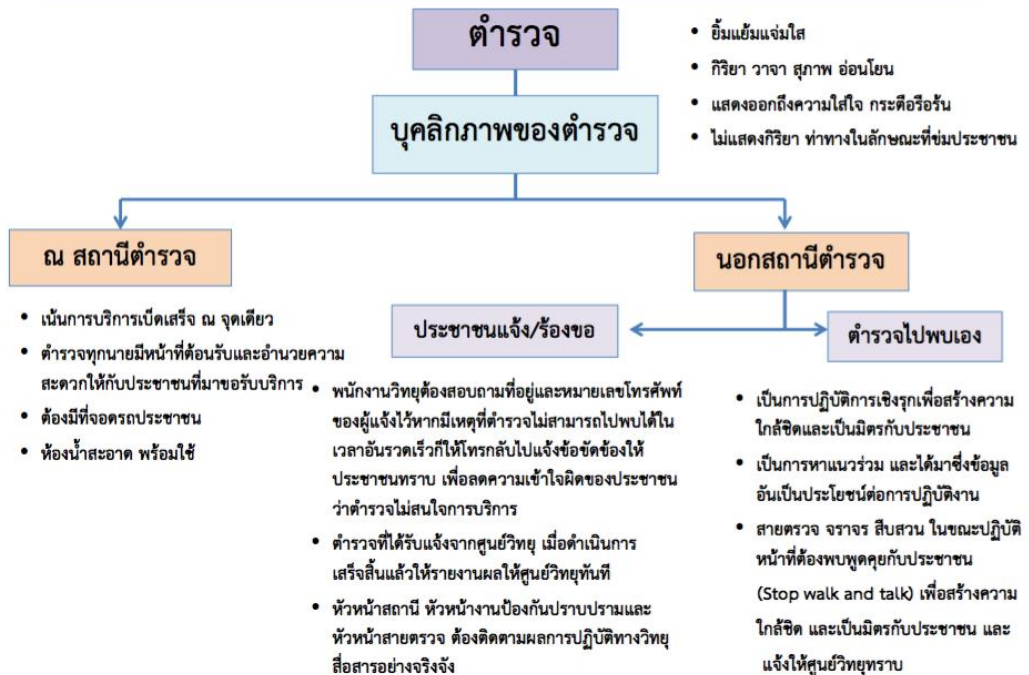 ตำรวจ
บุคลิกภาพของตำรวจ
• ยิ้มแย้มแจ่มใส
• กิริยา วาจา สุภาพ อ่อนโยน
• แสดงออกถึงความใส่ใจ กระตือรือร้น
• ไม่แสดงกิริยา ท่าทางในลักษณะที่ข่มประชาชน
ณ สถานีตำรวจ
• เน้นการบริการเบ็ดเสร็จ ณ จุดเดียว
• ตำรวจทุกนายมีหน้าที่ต้อนรับและอำนวยความ
สะดวกให้กับประชาชนที่มาขอรับบริการ
• ต้องมีที่จอดรถประชาชน
• ห้องน้ำสะอาด พร้อมใช้
นอกสถานีตำรวจ
ประชาชนแจ้ง/ร้องขอ
• พนักงานวิทยุต้องสอบถามที่อยู่และหมายเลขโทรศัพท์
ของผู้แจ้งไว้หากมีเหตุที่ตำรวจไม่สามารถไปพบได้ใน
เวลาอันรวดเร็วก็ให้โทรกลับไปแจ้งข้อขัดข้องให้
ประชาชนทราบ เพื่อลดความเข้าใจผิดของประชาชน
ว่าตำรวจไม่สนใจการบริการ
• ตำรวจที่ได้รับแจ้งจากศูนย์วิทยุ เมื่อดำเนินการ
เสร็จสิ้นแล้วให้รายงานผลให้ศูนย์วิทยุทันที
• หัวหน้าสถานี หัวหน้างานป้องกันปราบปรามและ
หัวหน้าสายตรวจ ต้องติดตามผลการปฏิบัติทางวิทยุ
สื่อสารอย่างจริงจัง
ตำรวจไปพบเอง
• เป็นการปฏิบัติการเชิงรุกเพื่อสร้างความ
ใกล้ชิดและเป็นมิตรกับประชาชน
• เป็นการหาแนวร่วม และได้มาซึ่งข้อมูล
อันเป็นประโยชน์ต่อการปฏิบัติงาน
• สายตรวจ จราจร สืบสวน ในขณะปฏิบัติ
หน้าที่ต้องพบพูดคุยกับประชาชน
(Stop walk and talk) เพื่อสร้างความ
ใกล้ชิด และเป็นมิตรกับประชาชน และ
แจ้งให้ศูนย์วิทยุทราบ